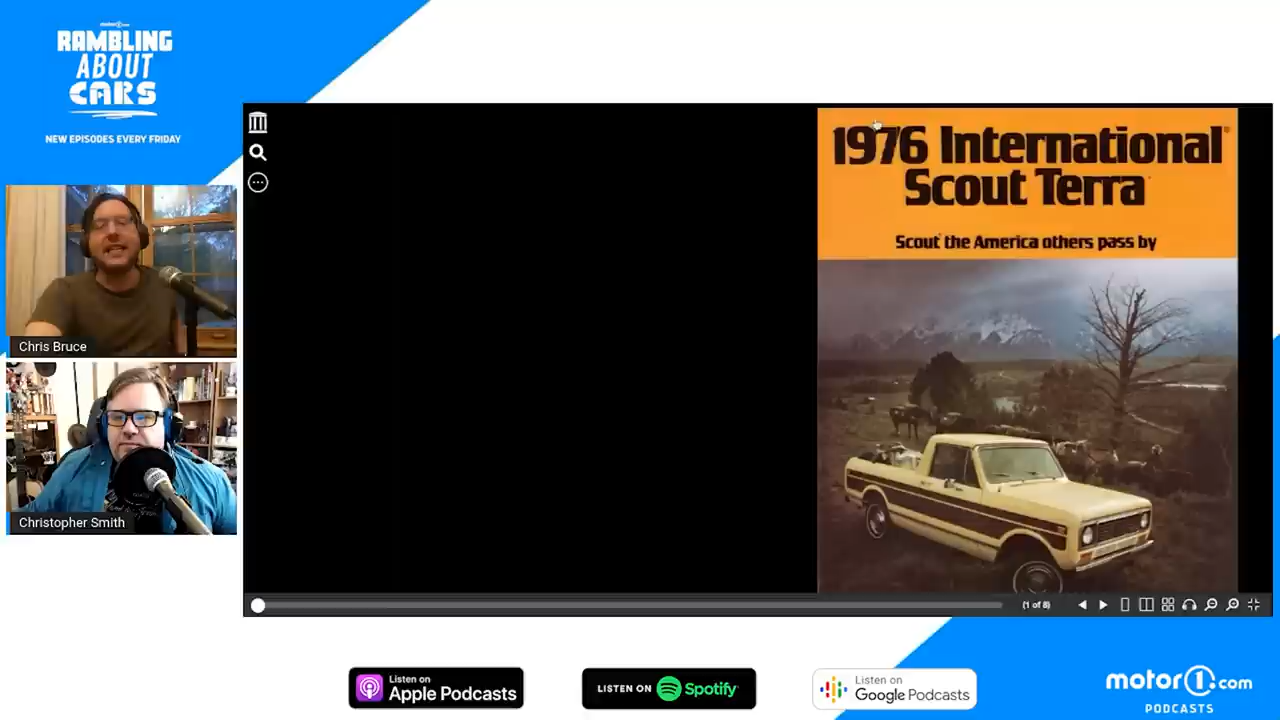 motor1.com
RAMBLING
ABOUT
CARS
NEW EPISODES EVERY FRIDAY
Chris Bruce
Christopher Smith
1976 International®
Scout Terra
Scout the America others pass by
(1 of 8)
Listen on
Apple Podcasts
LISTEN ON Spotify
Listen on
Google Podcasts
motor1.com
PODCASTS